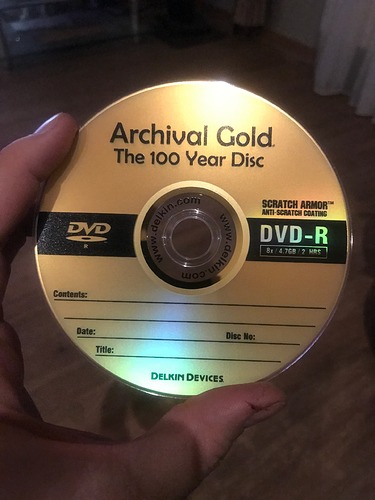 Archival Gold
The 100 Year Disc
SCRATCH ARMOR™
ANTI-SCRATCH COATING
www.delkin.com
www.delkin.com
DVD
R
DVD-R
8x / 4.7GB / 2 HRS
Contents:
Date:
Disc No:
Title:
DELKIN DEVICES